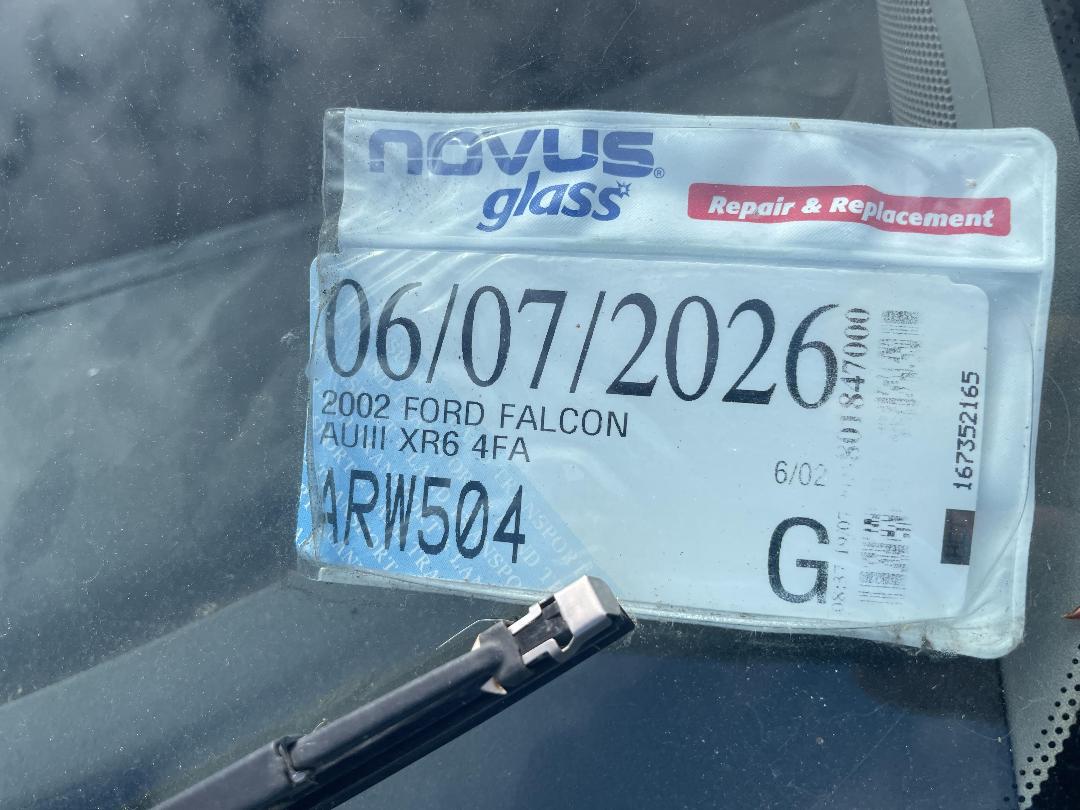 novus®
glass
Repair & Replacement
06/07/2026
2002 FORD FALCON
AUIII XR6 4FA
6/02
ARW504
G
167352165